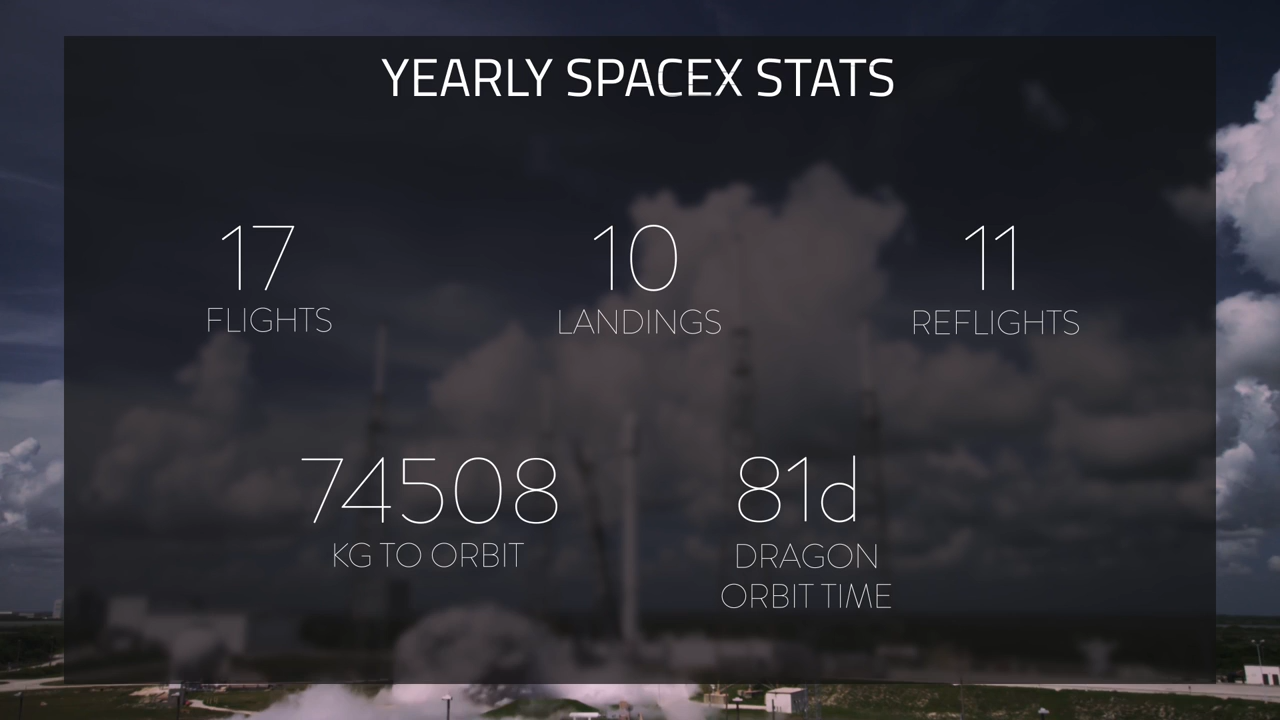 YEARLY SPACEX STATS
17
10
11
FLIGHTS
LANDINGS
REFLIGHTS
74508
81d
KG TO ORBIT
DRAGON
ORBIT TIME